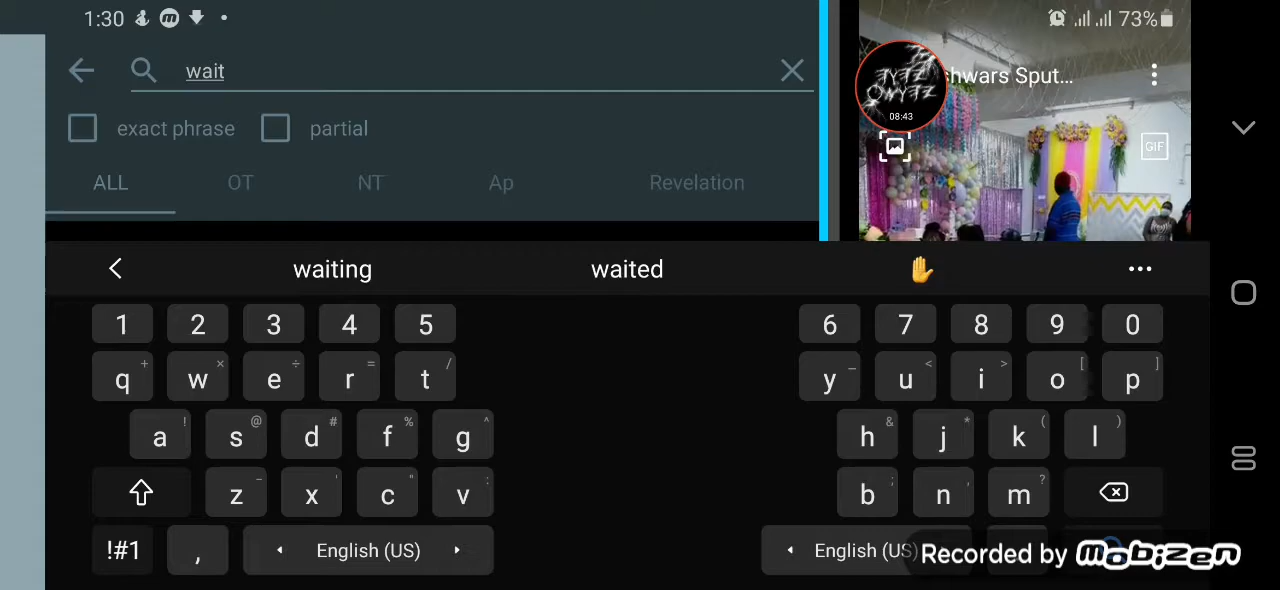 1:30
73%
wait
hwars Sput...
08:43
exact phrase partial
GIF
ALL OT NT Ap Revelation
waiting waited ✋ ...
1 2 3 4 5 6 7 8 9 0
q + w × e ÷ r = t / y _ u < i > o [ p ]
a ! s @ d # f % g ^ h & j * k ( l )
z - x ' c " v : b ; n , m ?
!#1 , English (US) English (US)
Recorded by mobizen